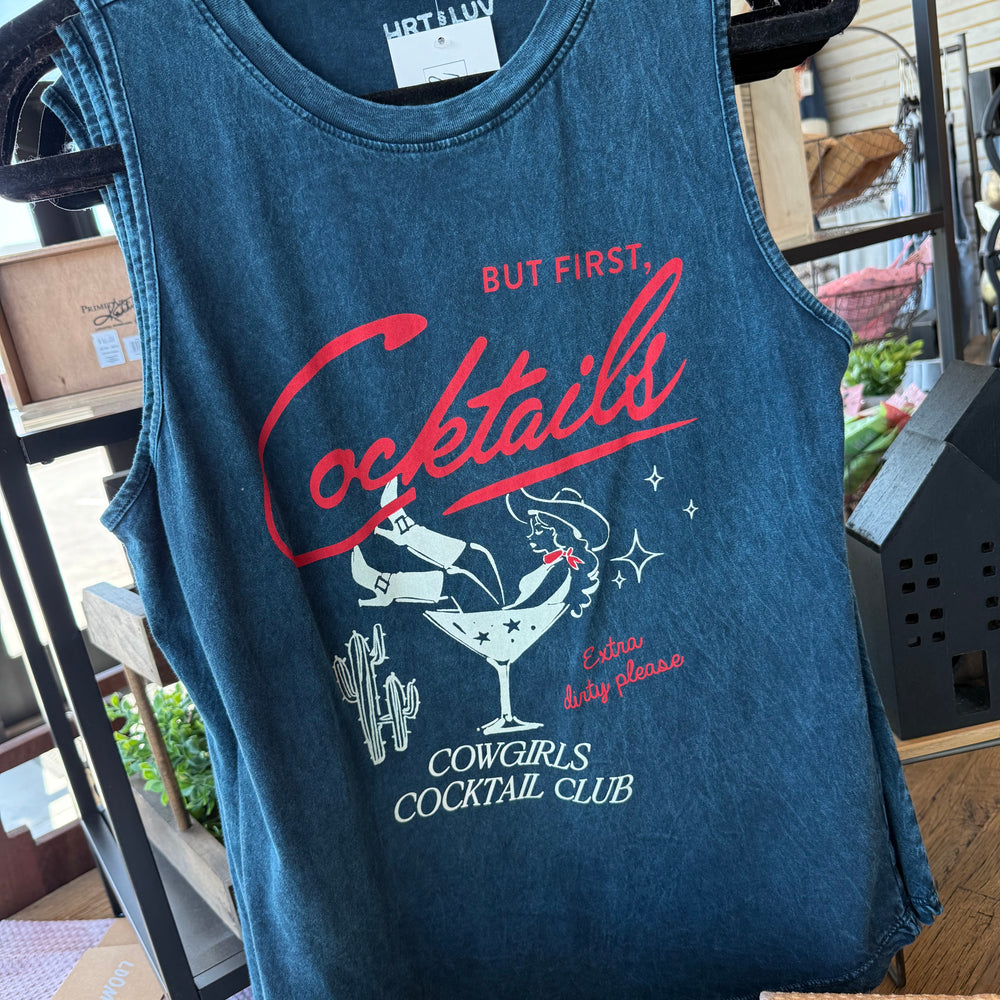 HRT & LUV
BUT FIRST,
Cocktails
Extra
dirty please
COWGIRLS
COCKTAIL CLUB